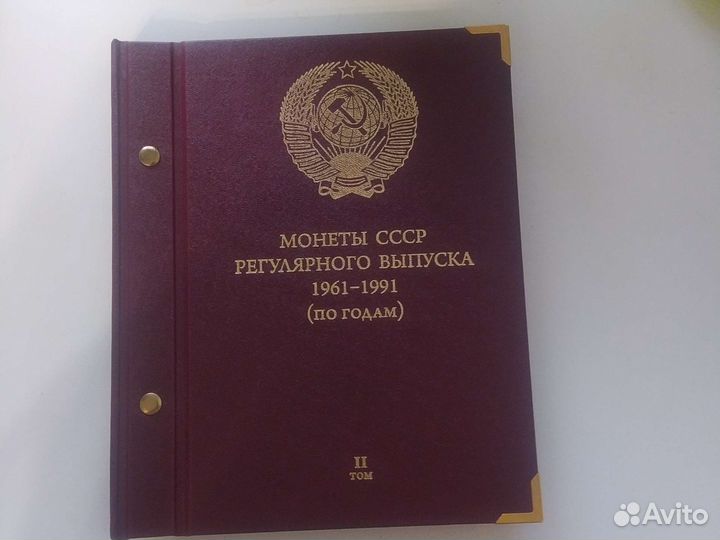 МОНЕТЫ СССР
РЕГУЛЯРНОГО ВЫПУСКА
1961–1991
(ПО ГОДАМ)
II
ТОМ
Avito